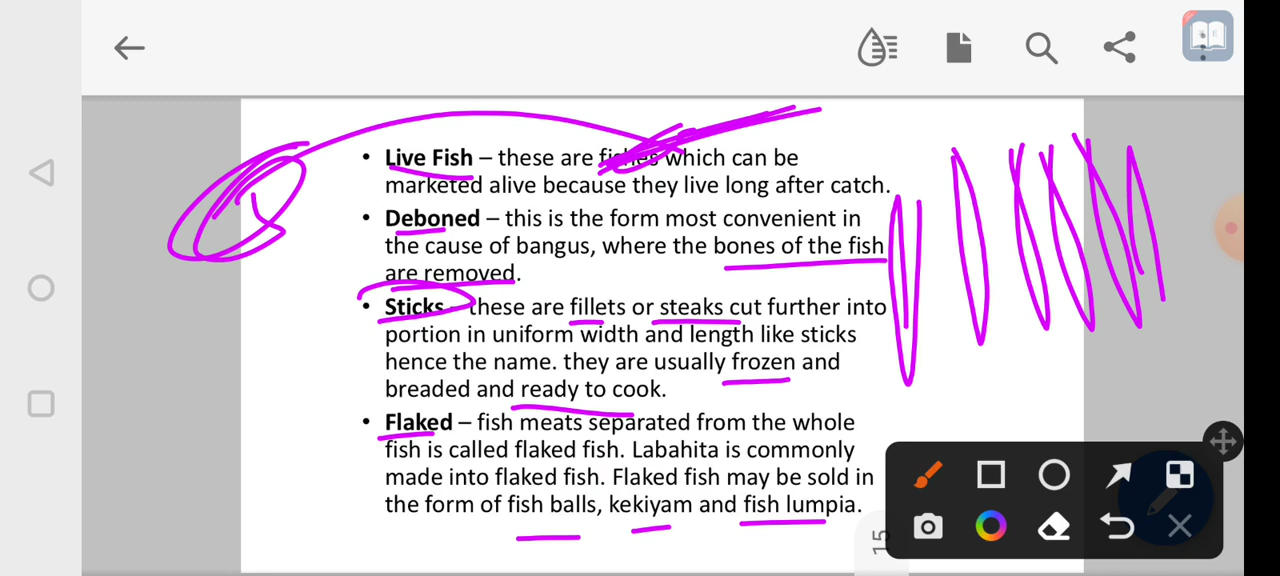 • Live Fish – these are fishes which can be
marketed alive because they live long after catch.
• Deboned – this is the form most convenient in
the cause of bangus, where the bones of the fish
are removed.
• Sticks – these are fillets or steaks cut further into
portion in uniform width and length like sticks
hence the name. they are usually frozen and
breaded and ready to cook.
• Flaked – fish meats separated from the whole
fish is called flaked fish. Labahita is commonly
made into flaked fish. Flaked fish may be sold in
the form of fish balls, kekiyam and fish lumpia.
15